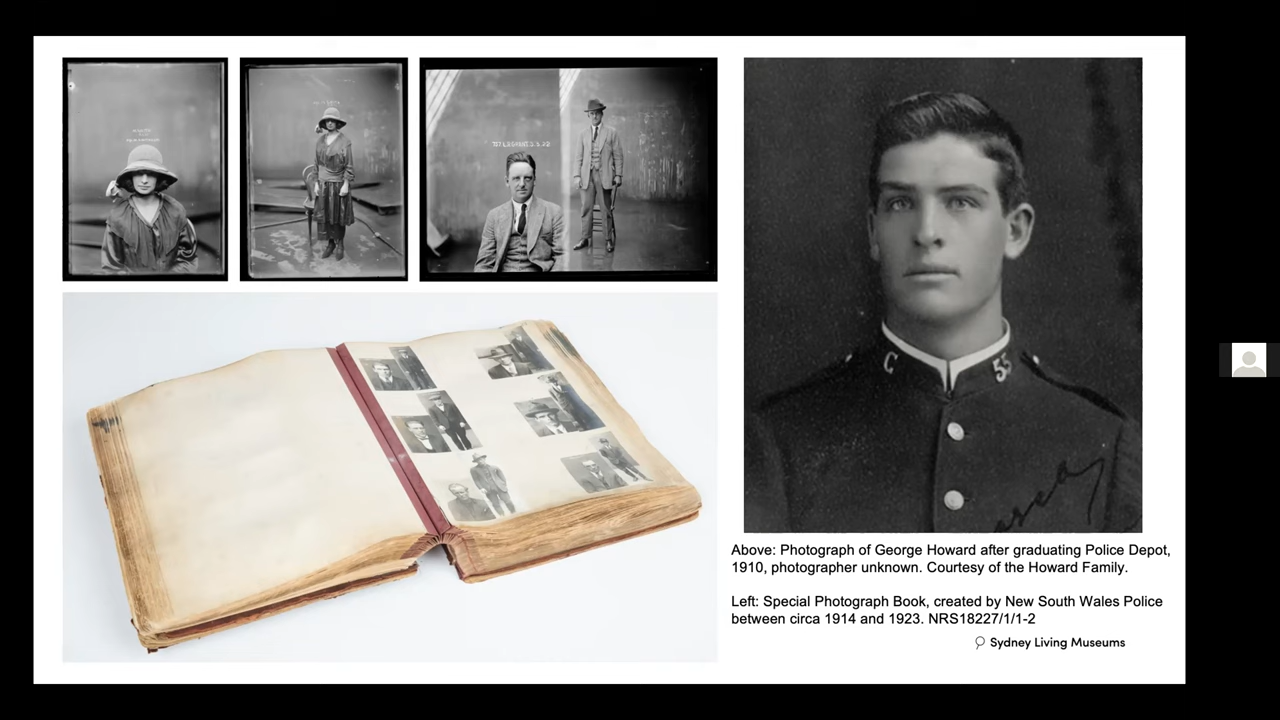 Above: Photograph of George Howard after graduating Police Depot,
1910, photographer unknown. Courtesy of the Howard Family.
Left: Special Photograph Book, created by New South Wales Police
between circa 1914 and 1923. NRS18227/1/1-2
Sydney Living Museums
C
55